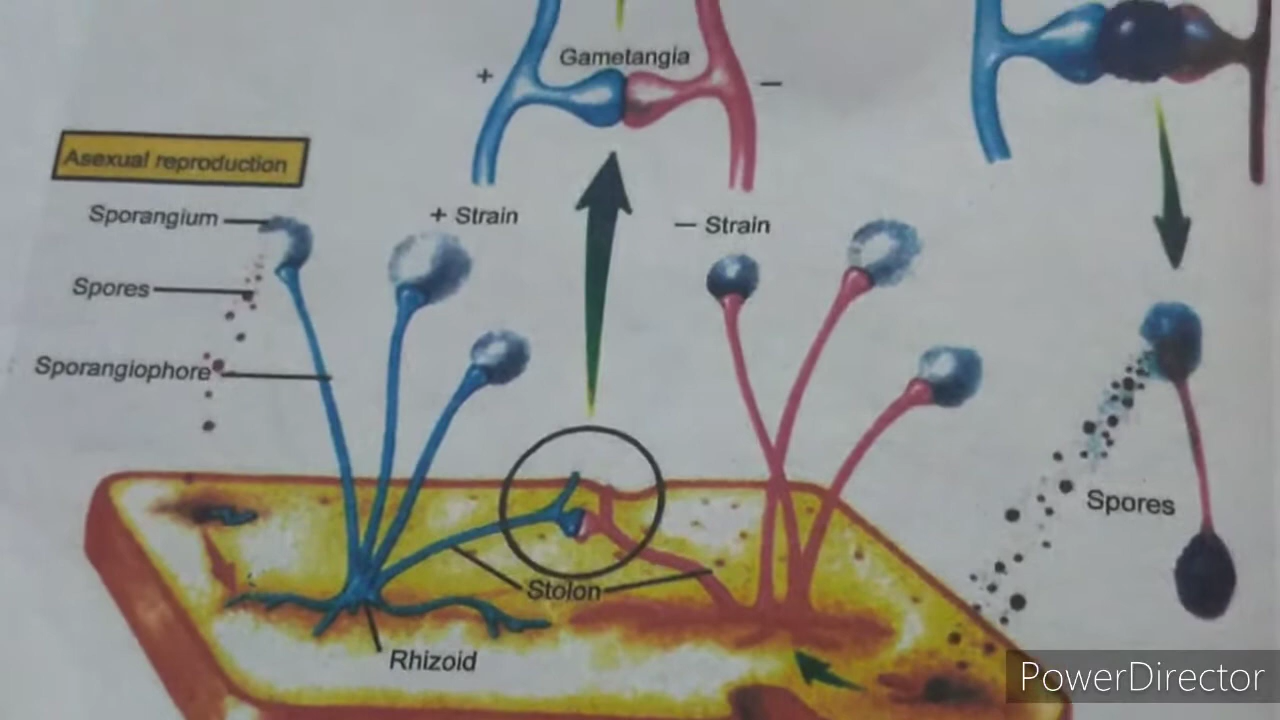 Gametangia
+
–
Asexual reproduction
Sporangium
+ Strain
– Strain
Spores
Sporangiophore
Spores
Stolon
Rhizoid
PowerDirector